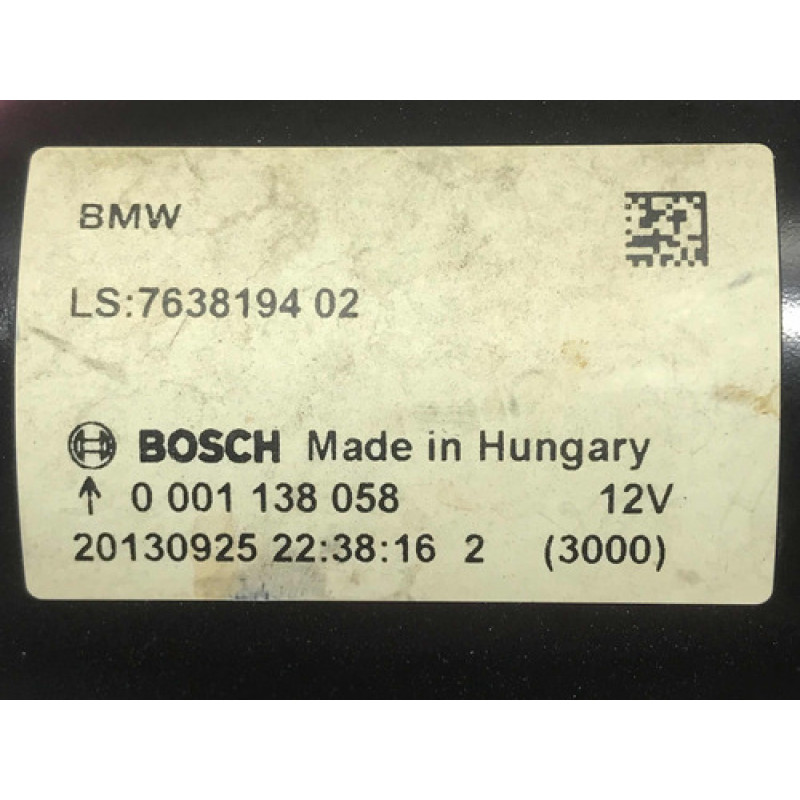 BMW
LS:7638194 02
BOSCH Made in Hungary
↑ 0 001 138 058 12V
20130925 22:38:16 2 (3000)